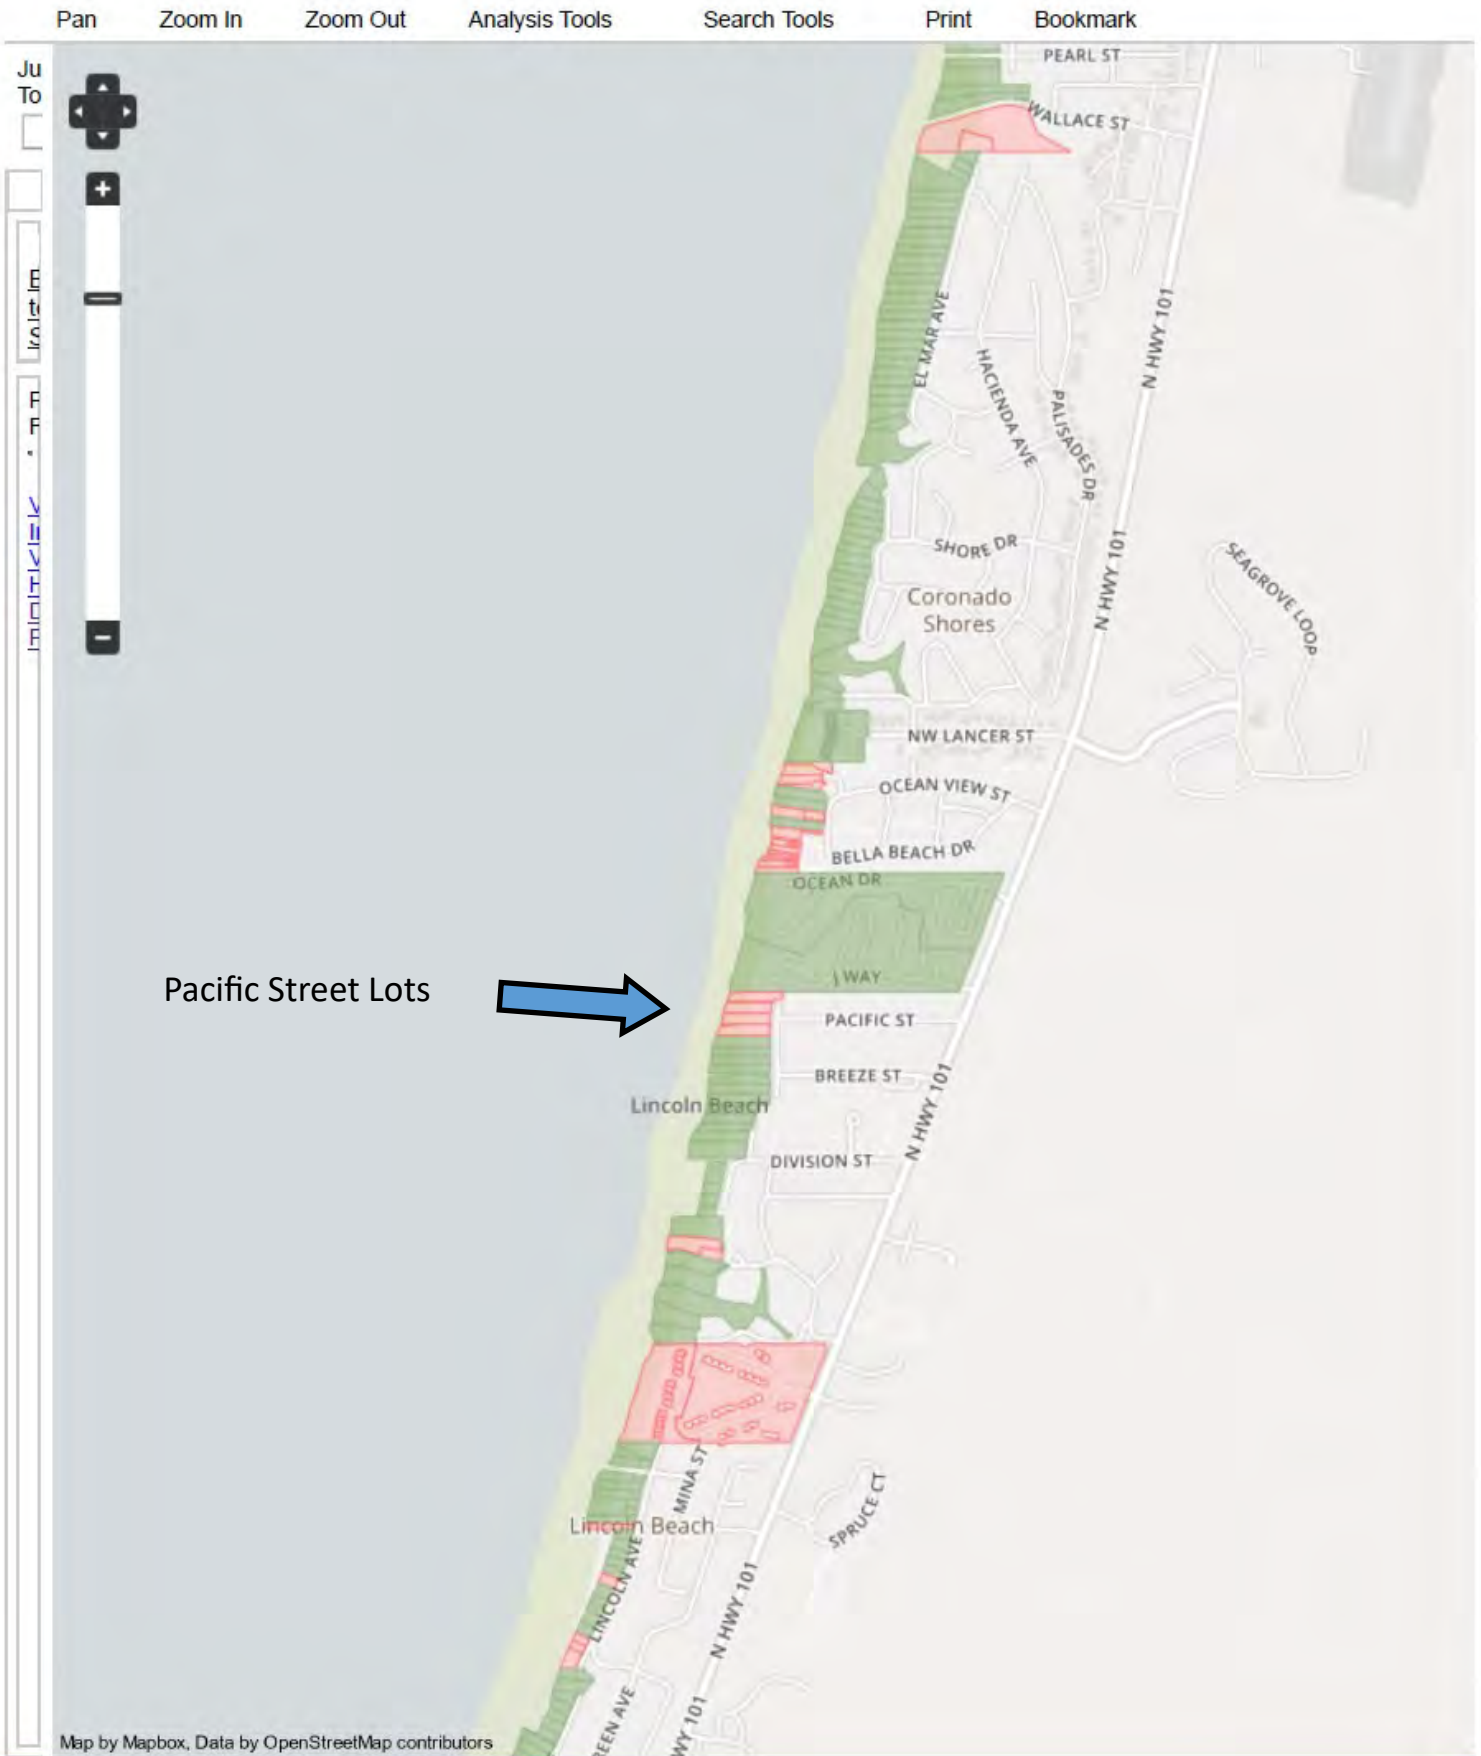 Pan Zoom In Zoom Out Analysis Tools Search Tools Print Bookmark
Ju
To
PEARL ST
WALLACE ST
EL MAR AVE
HACIENDA AVE
PALISADES DR
N HWY 101
SHORE DR
Coronado
Shores
N HWY 101
SEAGROVE LOOP
NW LANCER ST
OCEAN VIEW ST
BELLA BEACH DR
OCEAN DR
J WAY
Pacific Street Lots
PACIFIC ST
BREEZE ST
Lincoln Beach
N HWY 101
DIVISION ST
MINA ST
SPRUCE CT
Lincoln Beach
LINCOLN AVE
N HWY 101
REEN AVE
WY 101
Map by Mapbox, Data by OpenStreetMap contributors